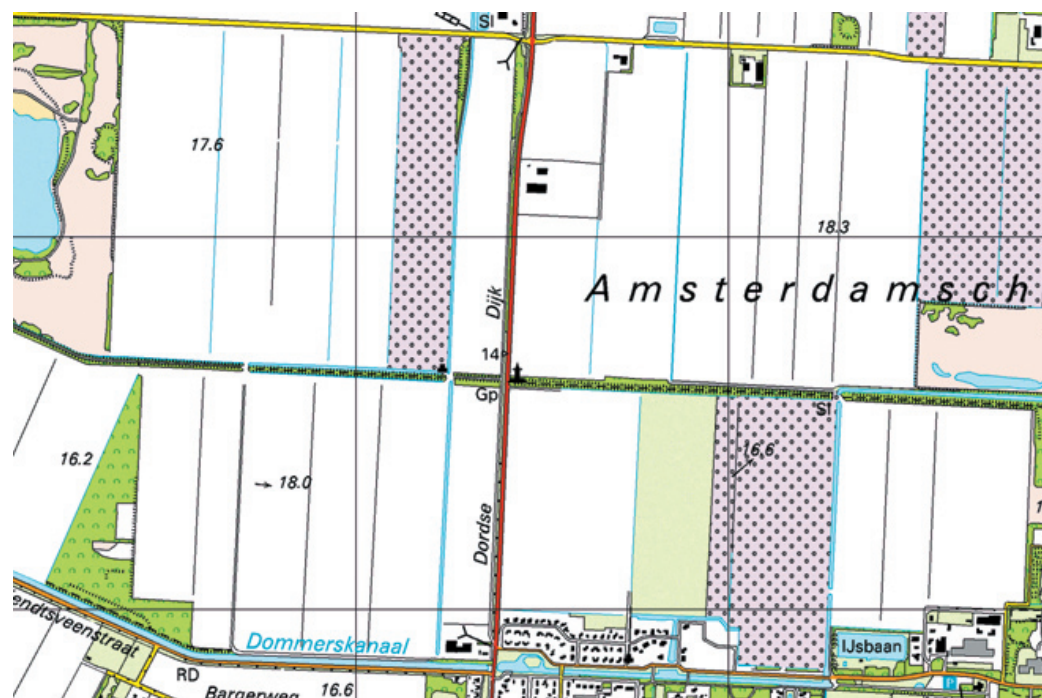 Sl
17.6
18.3
Amsterdamsch
Dijk
14
Gp
Sl
16.6
16.2
18.0
Dordse
endtsveenstraat
Dommerskanaal
IJsbaan
RD
Bargerweg
16.6
P